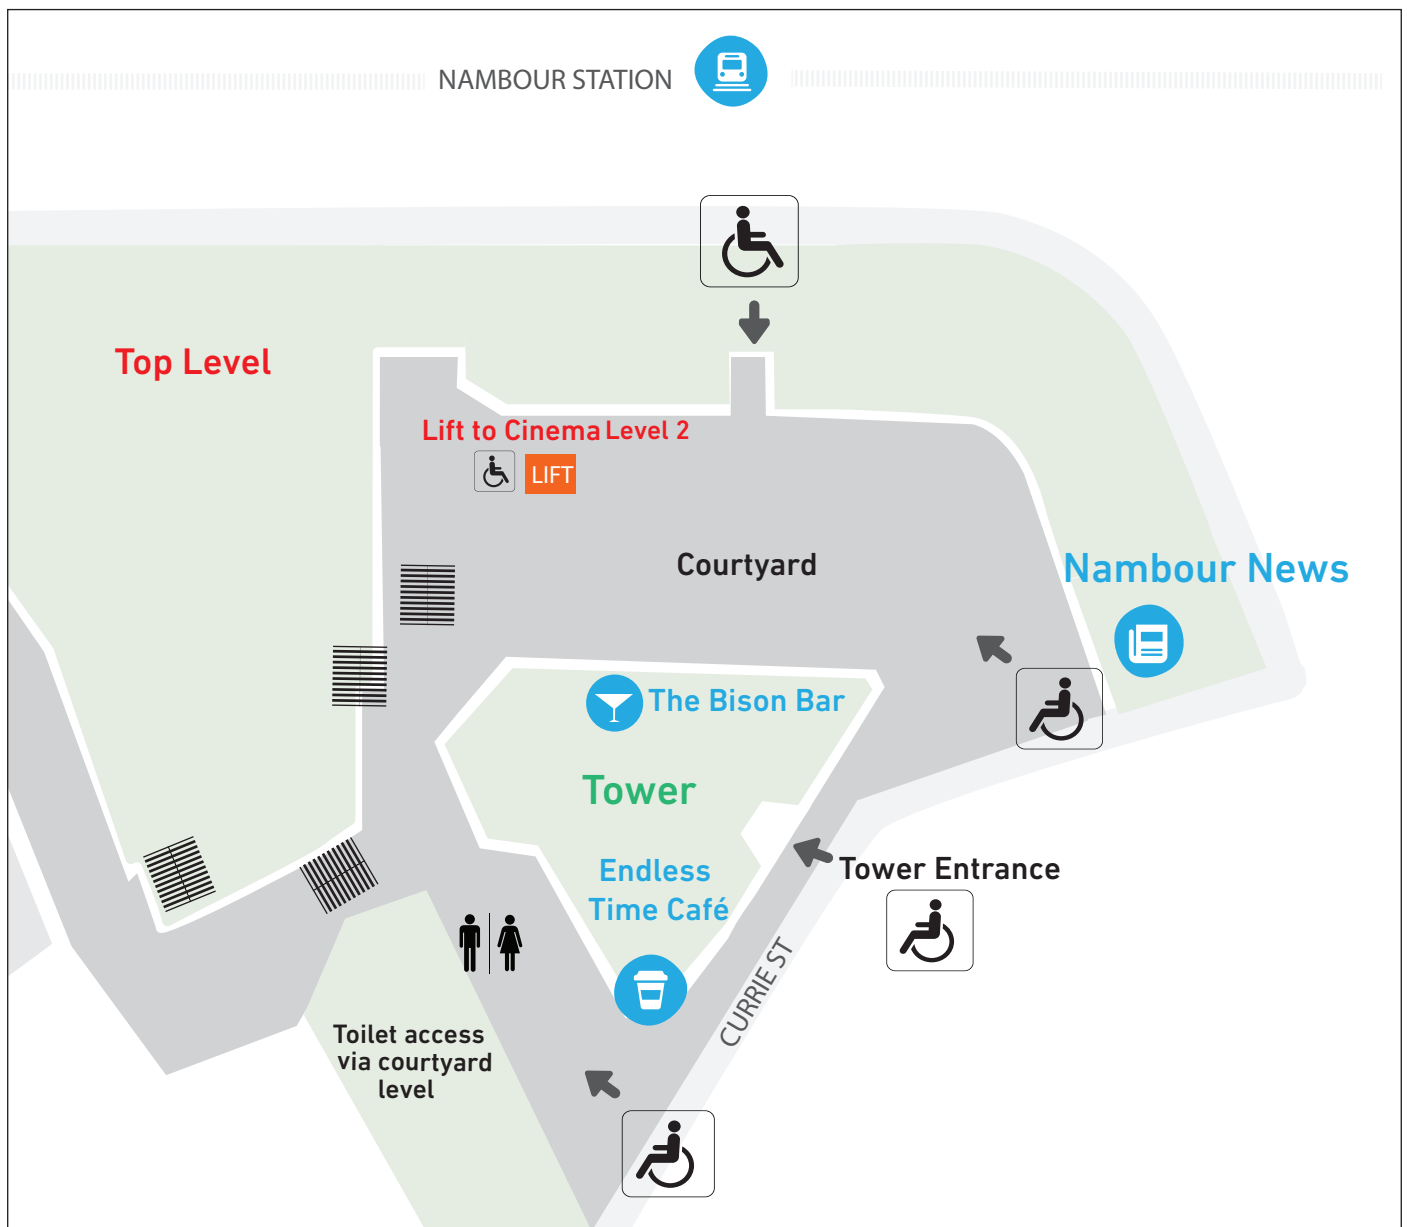 NAMBOUR STATION
Top Level
Lift to Cinema Level 2
LIFT
Courtyard
Nambour News
The Bison Bar
Tower
Endless
Time Café
Tower Entrance
CURRIE ST
Toilet access
via courtyard
level